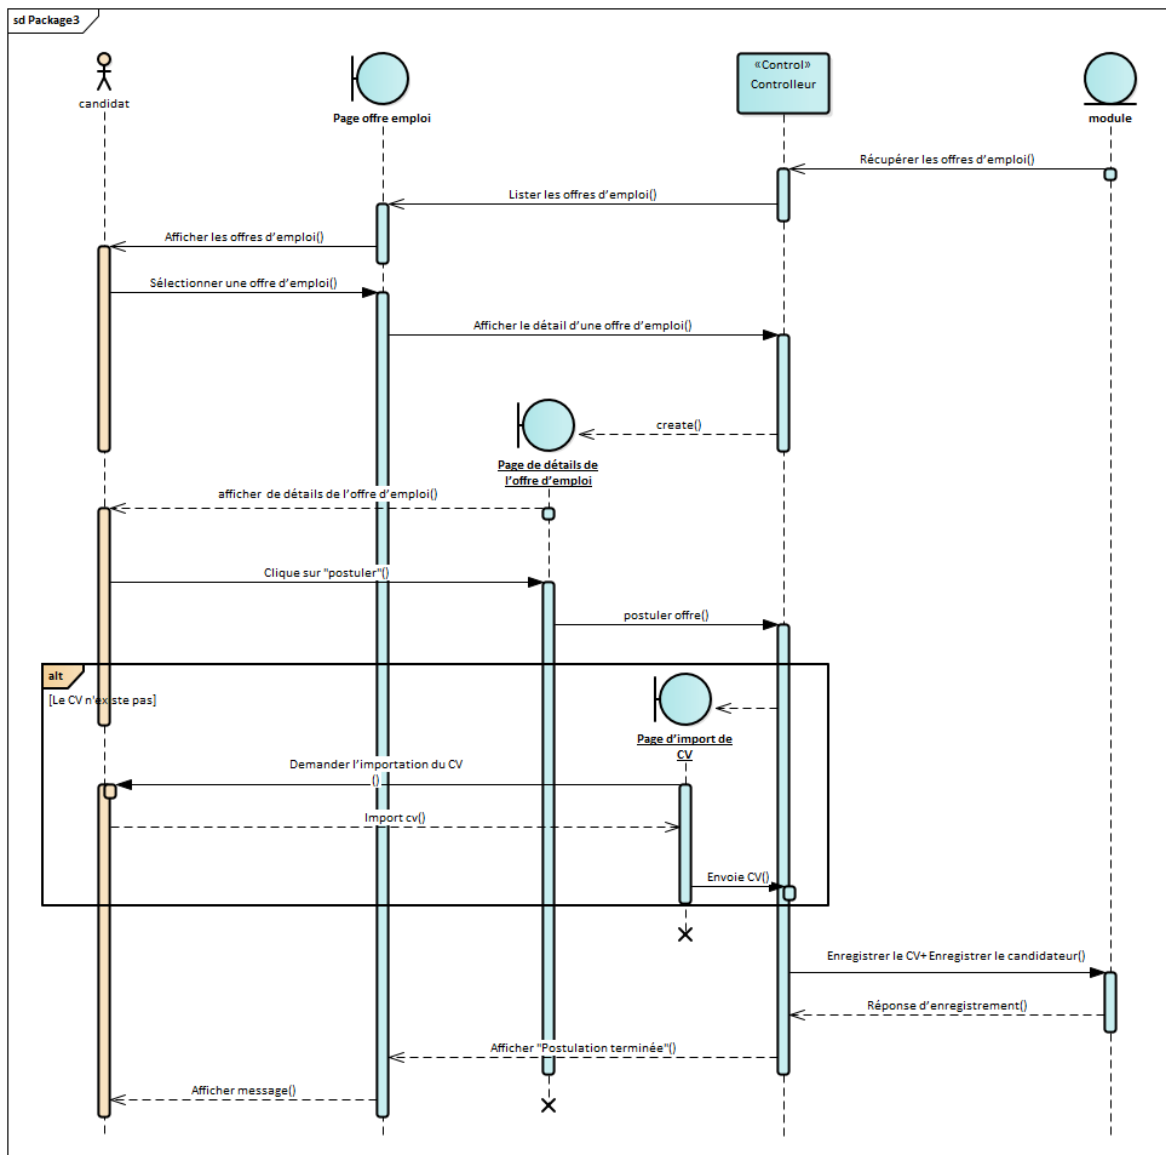 sd Package3
candidat
Page offre emploi
«Control»
Controlleur
module
Récupérer les offres d'emploi()
Lister les offres d'emploi()
Afficher les offres d'emploi()
Sélectionner une offre d'emploi()
Afficher le détail d'une offre d'emploi()
create()
Page de détails de
l'offre d'emploi
afficher de détails de l'offre d'emploi()
Clique sur "postuler"()
postuler offre()
alt
[Le CV n'existe pas]
Page d'import de
CV
Demander l'importation du CV
()
Import cv()
Envoie CV()
Enregistrer le CV+Enregistrer le candidateur()
Réponse d'enregistrement()
Afficher "Postulation terminée"()
Afficher message()